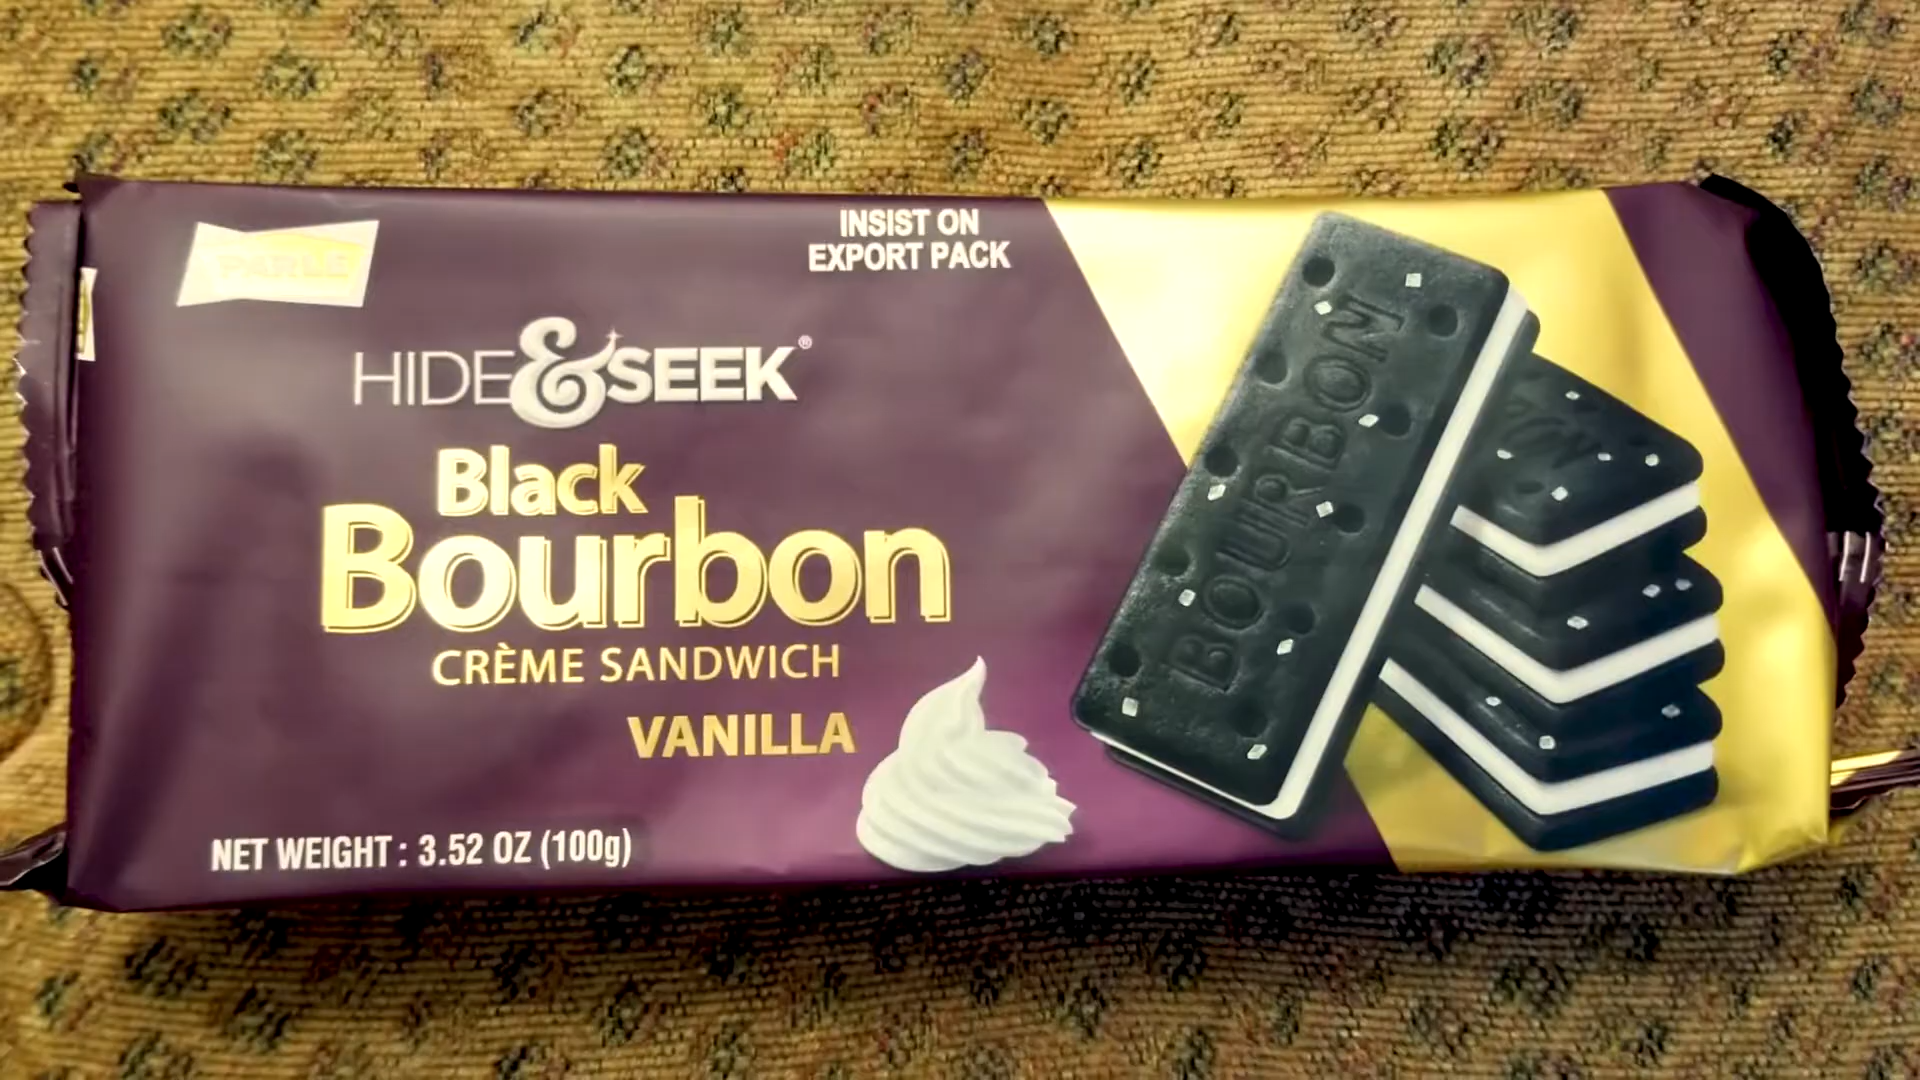 PARLE
INSIST ON
EXPORT PACK
HIDE & SEEK®
Black
Bourbon
CRÈME SANDWICH
VANILLA
NET WEIGHT : 3.52 OZ (100g)
BOURBON